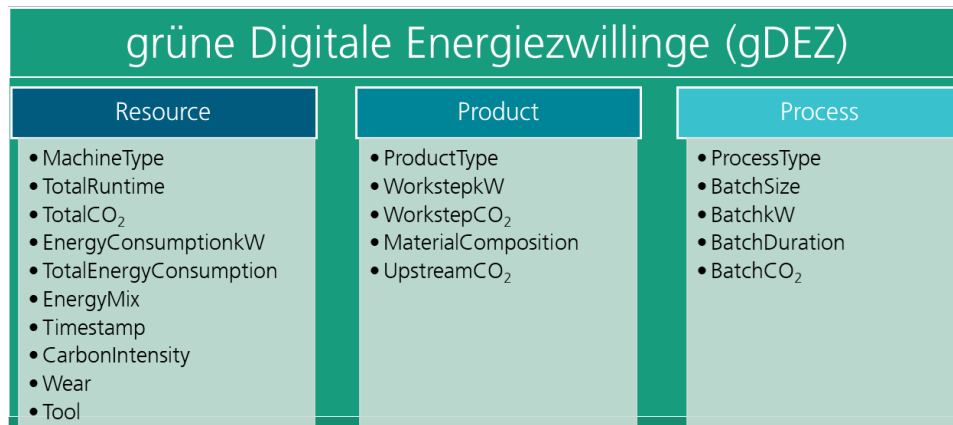 grüne Digitale Energiezwillinge (gDEZ)
Resource
• MachineType
• TotalRuntime
• TotalCO₂
• EnergyConsumptionkW
• TotalEnergyConsumption
• EnergyMix
• Timestamp
• CarbonIntensity
• Wear
• Tool
Product
• ProductType
• WorkstepkW
• WorkstepCO₂
• MaterialComposition
• UpstreamCO₂
Process
• ProcessType
• BatchSize
• BatchkW
• BatchDuration
• BatchCO₂